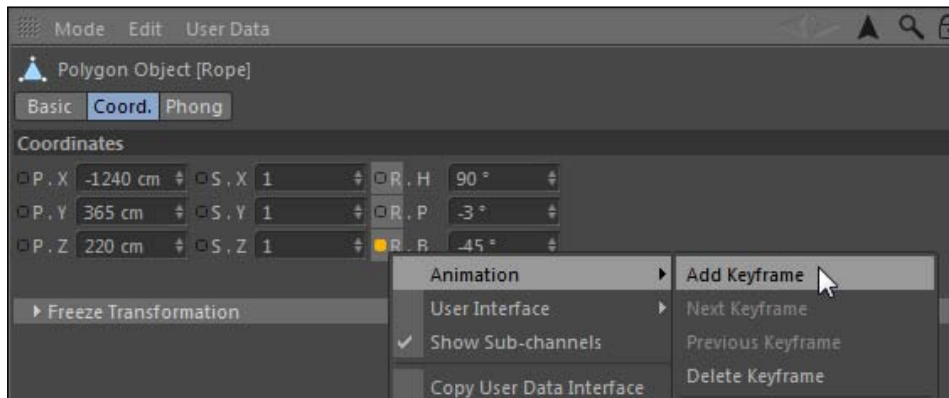 Mode Edit User Data
Polygon Object [Rope]
Basic Coord. Phong
Coordinates
P . X -1240 cm S . X 1 R . H 90 °
P . Y 365 cm S . Y 1 R . P -3 °
P . Z 220 cm S . Z 1 R . B -45 °
Animation Add Keyframe
Freeze Transformation User Interface Next Keyframe
Show Sub-channels Previous Keyframe
Copy User Data Interface Delete Keyframe